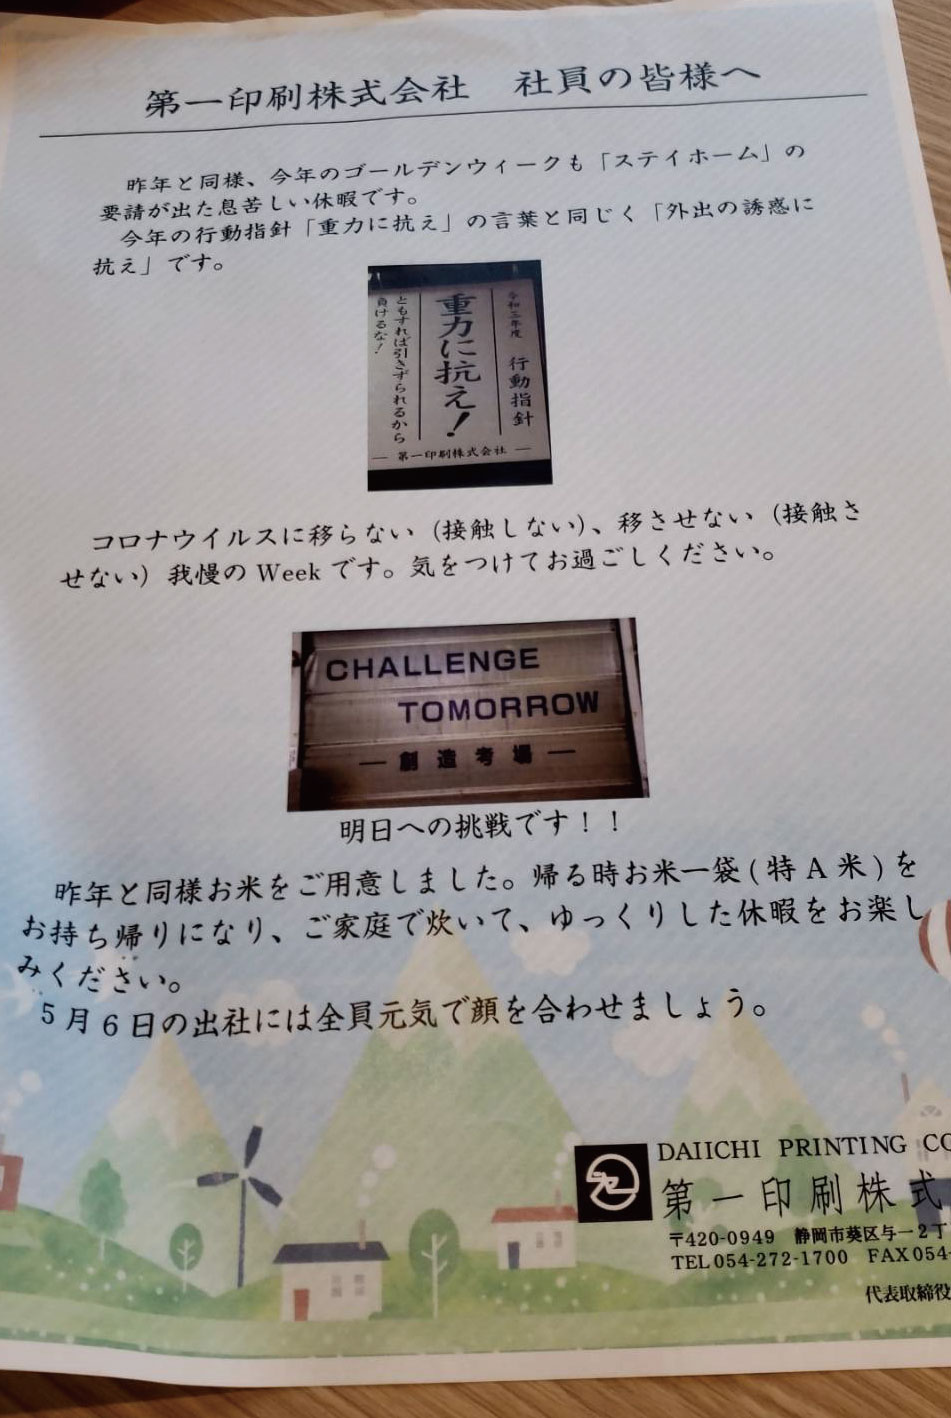 第一印刷株式会社　社員の皆様へ
昨年と同様、今年のゴールデンウィークも「ステイホーム」の
要請が出た息苦しい休暇です。
今年の行動指針「重力に抗え」の言葉と同じく「外出の誘惑に
抗え」です。
令和三年度　行動指針
重力に抗え！
ともすれば引きずられるから
負けるな！
― 第一印刷株式会社 ―
コロナウイルスに移らない（接触しない）、移させない（接触さ
せない）我慢の Week です。気をつけてお過ごしください。
CHALLENGE
TOMORROW
― 創造考場 ―
明日への挑戦です！！
昨年と同様お米をご用意しました。帰る時お米一袋(特A米)を
お持ち帰りになり、ご家庭で炊いて、ゆっくりした休暇をお楽し
みください。
5月6日の出社には全員元気で顔を合わせましょう。
DAIICHI PRINTING CO
第一印刷株式
〒420-0949　静岡市葵区与一2丁
TEL 054-272-1700　FAX 054-
代表取締役